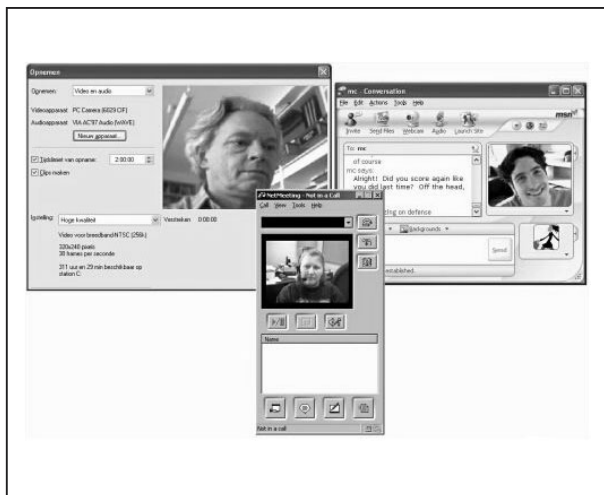 Opnemen
Opnemen: Video en audio
Videoapparaat PC Camera (6029 CIF)
Audioapparaat VIA AC'97 Audio (WAVE)
Nieuw apparaat...
Tijdslimiet van opname: 2:00:00
Clips maken
Instelling: Hoge kwaliteit
Verstreken 0:00:00
Video voor breedband NTSC (256k)
320x240 pixels
30 frames per seconde
311 uur en 29 min beschikbaar op
station C:
mc - Conversation
File Edit Actions Tools Help
msn
Invite Send Files Webcam Audio Launch Site
To: mc
of course
mc says:
Alright! Did you score again like
you did last time? Off the head,
on defence
Backgrounds
Send
established.
NetMeeting - Not in a Call
Call View Tools Help
Name
Not in a call